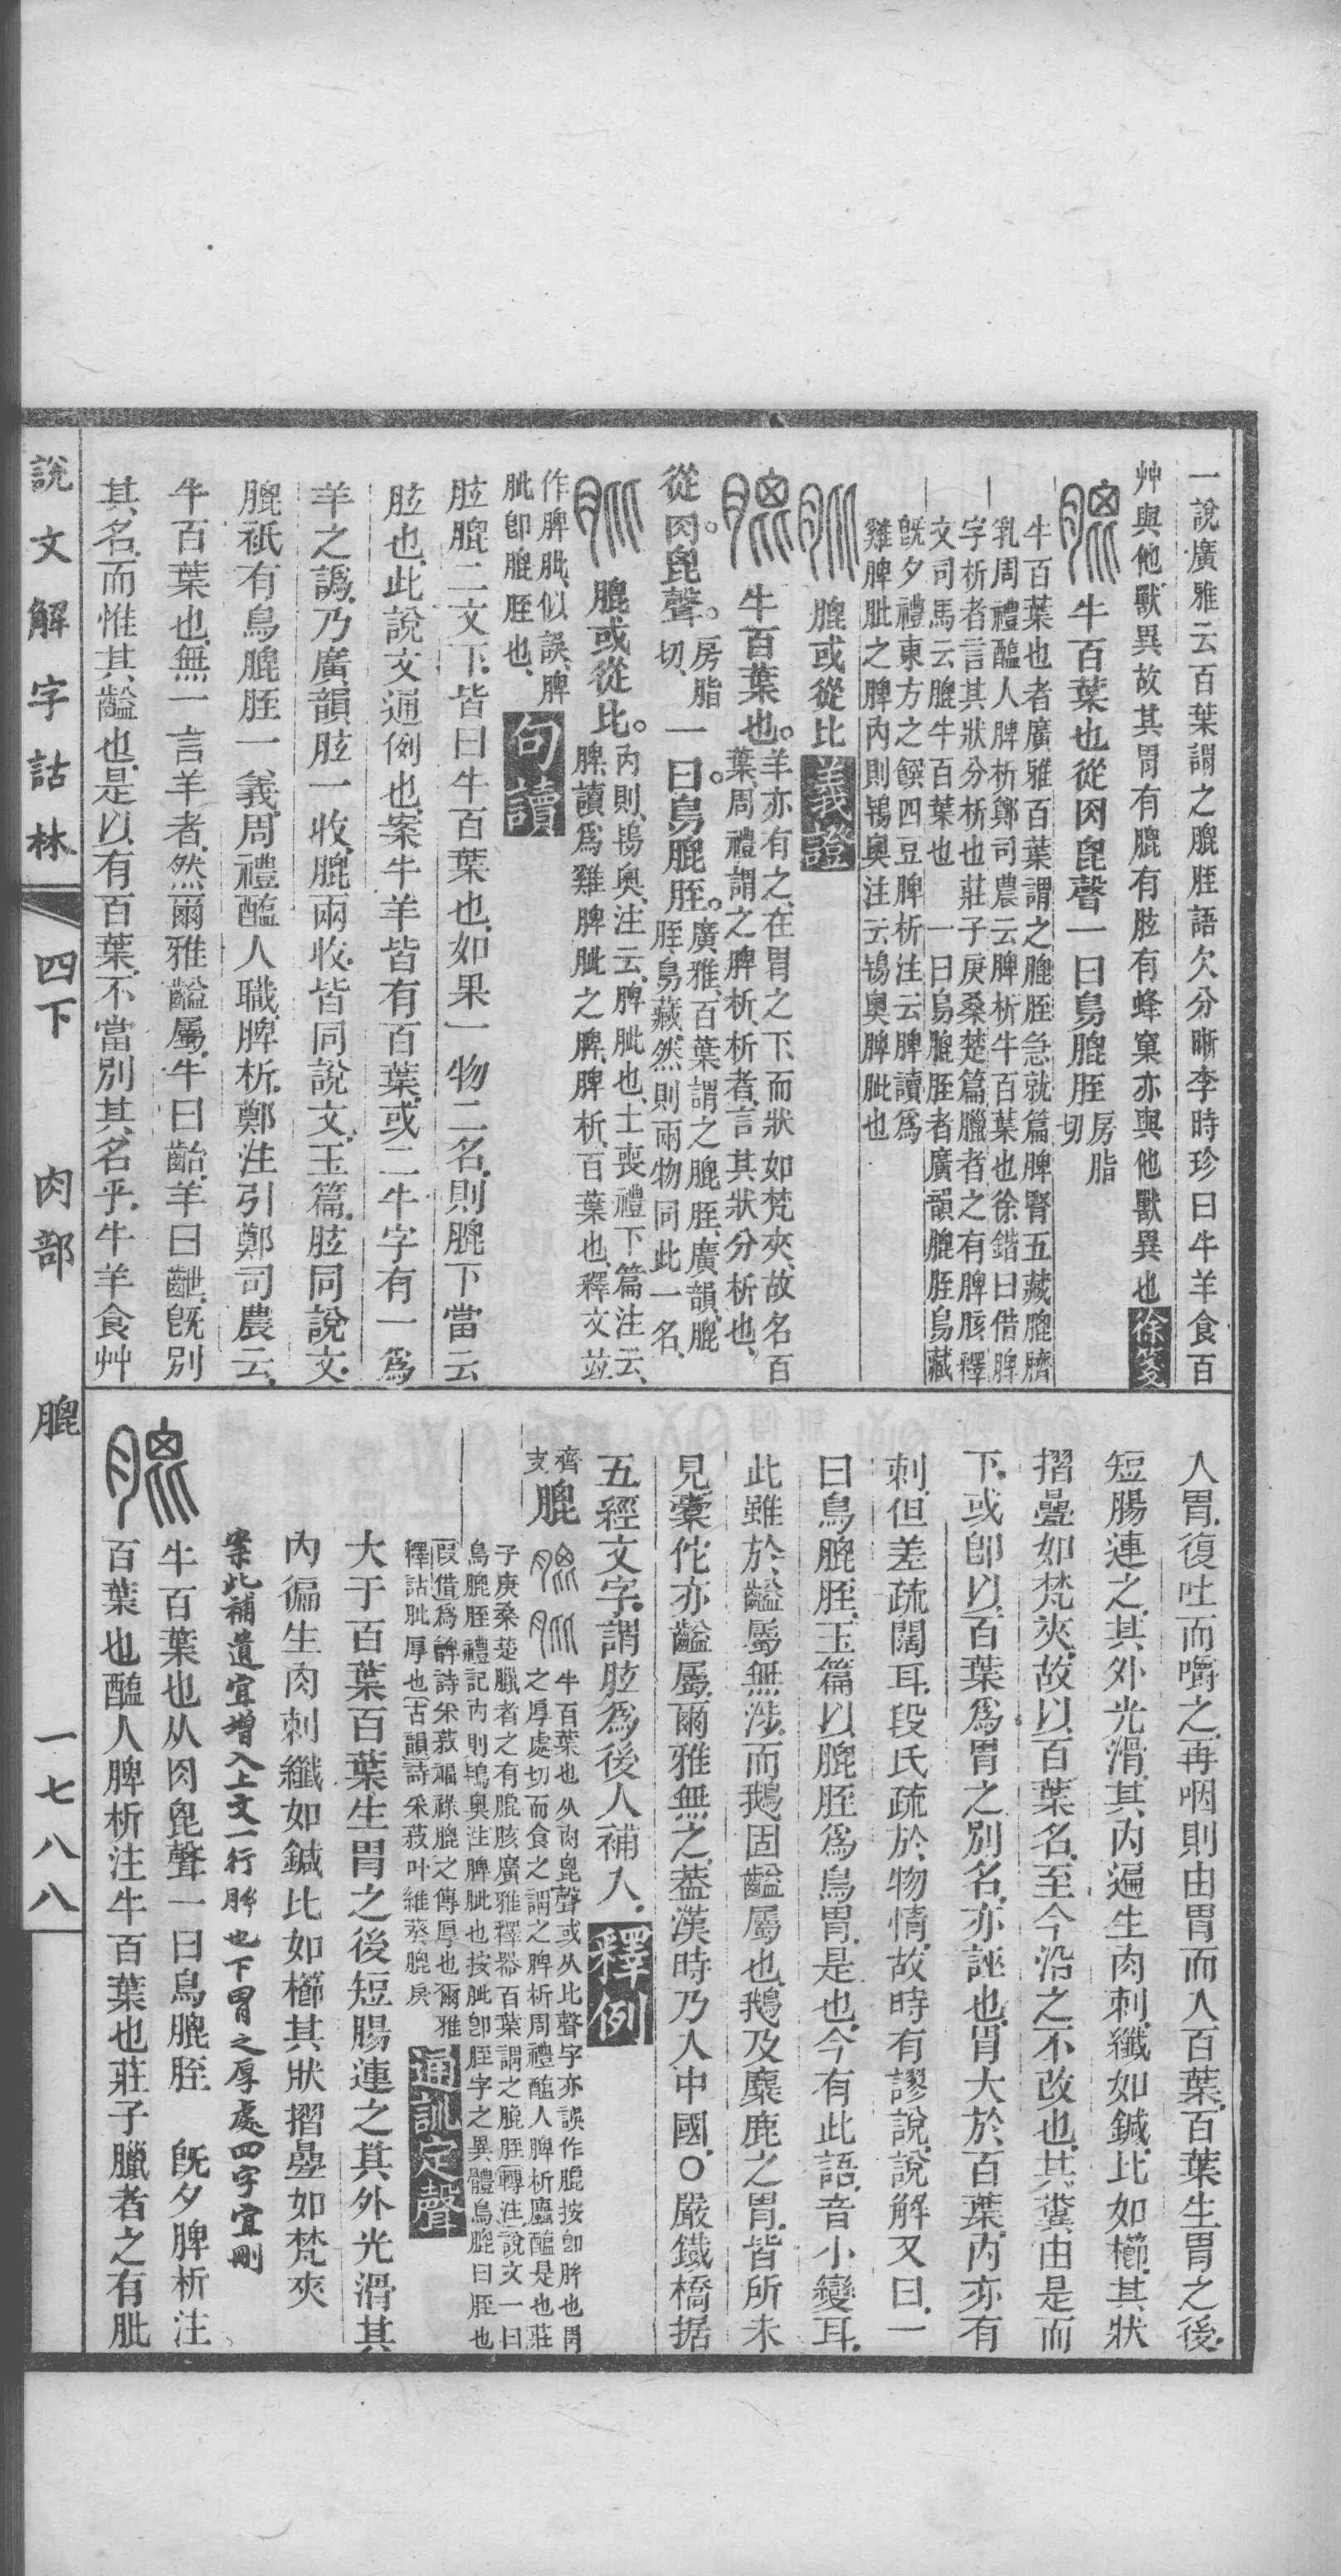 一說廣雅云百葉謂之膍胵語欠分晰李時珍曰牛羊食百
艸與他獸異故其胃有膍有胘有蜂窠亦與他獸異也徐箋
牛百葉也從肉𣬉聲一曰鳥膍胵房脂切
牛百葉也者廣雅百葉謂之膍胵急就篇脾腎五藏膍臍
乳周禮醢人脾析鄭司農云脾析牛百葉也徐鍇曰借脾
字析者言其狀分析也莊子庚桑楚篇臘者之有膍胲釋
文司馬云膍牛百葉也 一曰鳥膍胵者廣韻膍胵鳥藏
旣夕禮東方之饌四豆脾析注云脾讀爲
雞脾肶之脾內則鴇奧注云鴇奧脾肶也
膍或從比義證
牛百葉也。羊亦有之、在胃之下、而狀如梵夾、故名百
葉、周禮謂之脾析、析者、言其狀分析也、
從肉𣬉聲。房脂切、一曰。鳥膍胵。廣雅、百葉謂之膍胵、廣韻、膍
胵、鳥藏、然則兩物同此一名、
膍或從比。內則、鴇奧、注云、脾肶也、士喪禮下篇注云、
脾、讀爲雞脾肶之脾、脾析、百葉也、釋文竝
作脾肶、似誤、脾
肶卽膍胵也、句讀
胘膍二文下、皆曰牛百葉也、如果一物二名、則膍下當云
胘也、此說文通例也、案牛羊皆有百葉、或二牛字有一爲
羊之譌、乃廣韻胘一收、膍兩收、皆同說文、玉篇、胘同說文、
膍祇有鳥膍胵一義、周禮醢人職、脾析、鄭注引鄭司農云、
牛百葉也、無一言羊者、然爾雅齸屬、牛曰齝、羊曰齥、旣別
其名、而惟其齸也、是以有百葉、不當別其名乎、牛羊食艸
人胃、復吐而嚼之、再咽則由胃而入百葉、百葉生胃之後、
短腸連之、其外光滑、其內遍生肉刺、纖如鍼、比如櫛、其狀
摺疊如梵夾、故以百葉名、至今沿之不改也、其糞由是而
下、或卽以百葉爲胃之別名、亦誣也、胃大於百葉、內亦有
刺、但差疏闊耳、段氏疏於物情、故時有謬說、說解又曰、一
曰鳥膍胵、玉篇以膍胵爲鳥胃、是也、今有此語、音小變耳、
此雖於齸屬無涉、而鵝固齸屬也、鵝及麋鹿之胃、皆所未
見、橐佗亦齸屬、爾雅無之、葢漢時乃入中國、○嚴鐵橋据
五經文字、謂胘爲後人補入、釋例
齊支膍牛百葉也从肉𣬉聲或从比聲字亦誤作膍按卽脾也胃
之厚處切而食之謂之脾析周禮醢人脾析廲醢是也莊
子庚桑楚臘者之有膍胲廣雅釋器百葉謂之膍胵轉注說文一曰
鳥膍胵禮記內則鴇奧注脾肶也按肶卽胵字之異體鳥膍曰胵也
叚借爲䠋詩采菽福祿膍之傳厚也爾雅
釋詁肶厚也古韻詩采菽叶維葵膍戾通訓定聲
大于百葉百葉生胃之後短腸連之其外光滑其
內徧生肉刺纖如鍼比如櫛其狀摺疊如梵夾
案此補遺宜增入上文一行脾也下胃之厚處四字宜刪
牛百葉也从肉𣬉聲一曰鳥膍胵 旣夕脾析注
百葉也醢人脾析注牛百葉也莊子臘者之有肶
說文解字詁林 四下 肉部 膍 一七八八